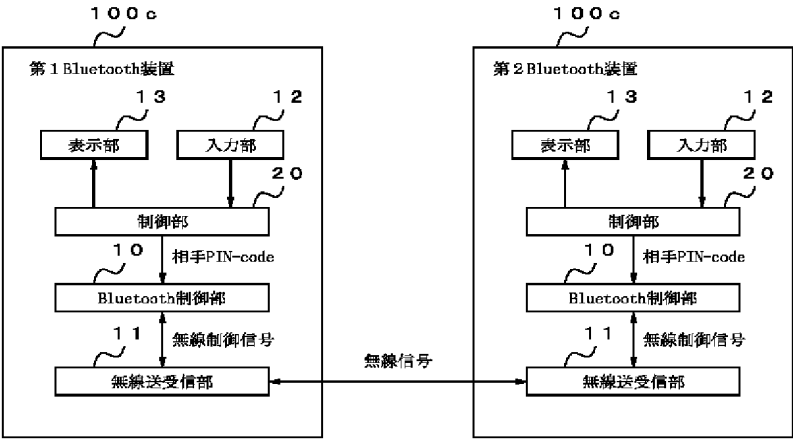 １００ｃ
第１Bluetooth装置
１３
１２
表示部
入力部
２０
制御部
１０
相手PIN-code
Bluetooth制御部
１１
無線制御信号
無線送受信部
無線信号
１００ｃ
第２Bluetooth装置
１３
１２
表示部
入力部
２０
制御部
１０
相手PIN-code
Bluetooth制御部
１１
無線制御信号
無線送受信部